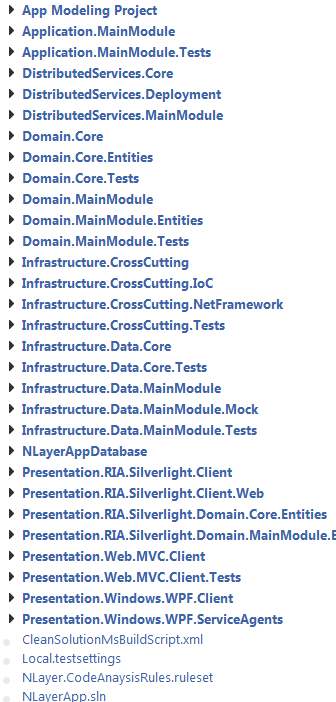 App Modeling Project
Application.MainModule
Application.MainModule.Tests
DistributedServices.Core
DistributedServices.Deployment
DistributedServices.MainModule
Domain.Core
Domain.Core.Entities
Domain.Core.Tests
Domain.MainModule
Domain.MainModule.Entities
Domain.MainModule.Tests
Infrastructure.CrossCutting
Infrastructure.CrossCutting.IoC
Infrastructure.CrossCutting.NetFramework
Infrastructure.CrossCutting.Tests
Infrastructure.Data.Core
Infrastructure.Data.Core.Tests
Infrastructure.Data.MainModule
Infrastructure.Data.MainModule.Mock
Infrastructure.Data.MainModule.Tests
NLayerAppDatabase
Presentation.RIA.Silverlight.Client
Presentation.RIA.Silverlight.Client.Web
Presentation.RIA.Silverlight.Domain.Core.Entities
Presentation.RIA.Silverlight.Domain.MainModule.E
Presentation.Web.MVC.Client
Presentation.Web.MVC.Client.Tests
Presentation.Windows.WPF.Client
Presentation.Windows.WPF.ServiceAgents
CleanSolutionMsBuildScript.xml
Local.testsettings
NLayer.CodeAnaysisRules.ruleset
NLayerApp.sln